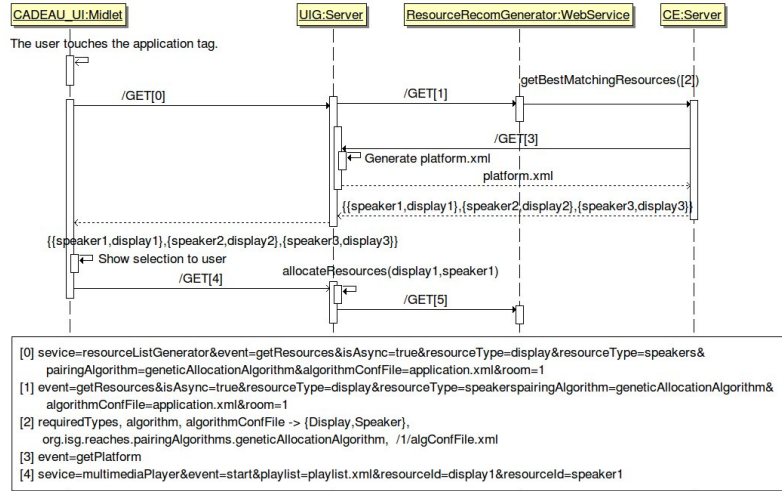 CADEAU_UI:Midlet
UIG:Server
ResourceRecomGenerator:WebService
CE:Server
The user touches the application tag.
getBestMatchingResources([2])
/GET[0]
/GET[1]
/GET[3]
Generate platform.xml
platform.xml
{{speaker1,display1},{speaker2,display2},{speaker3,display3}}
{{speaker1,display1},{speaker2,display2},{speaker3,display3}}
Show selection to user
allocateResources(display1,speaker1)
/GET[4]
/GET[5]
[0] sevice=resourceListGenerator&event=getResources&isAsync=true&resourceType=display&resourceType=speakers&
pairingAlgorithm=geneticAllocationAlgorithm&algorithmConfFile=application.xml&room=1
[1] event=getResources&isAsync=true&resourceType=display&resourceType=speakerspairingAlgorithm=geneticAllocationAlgorithm&
algorithmConfFile=application.xml&room=1
[2] requiredTypes, algorithm, algorithmConfFile -> {Display,Speaker},
org.isg.reaches.pairingAlgorithms.geneticAllocationAlgorithm, /1/algConfFile.xml
[3] event=getPlatform
[4] sevice=multimediaPlayer&event=start&playlist=playlist.xml&resourceId=display1&resourceId=speaker1